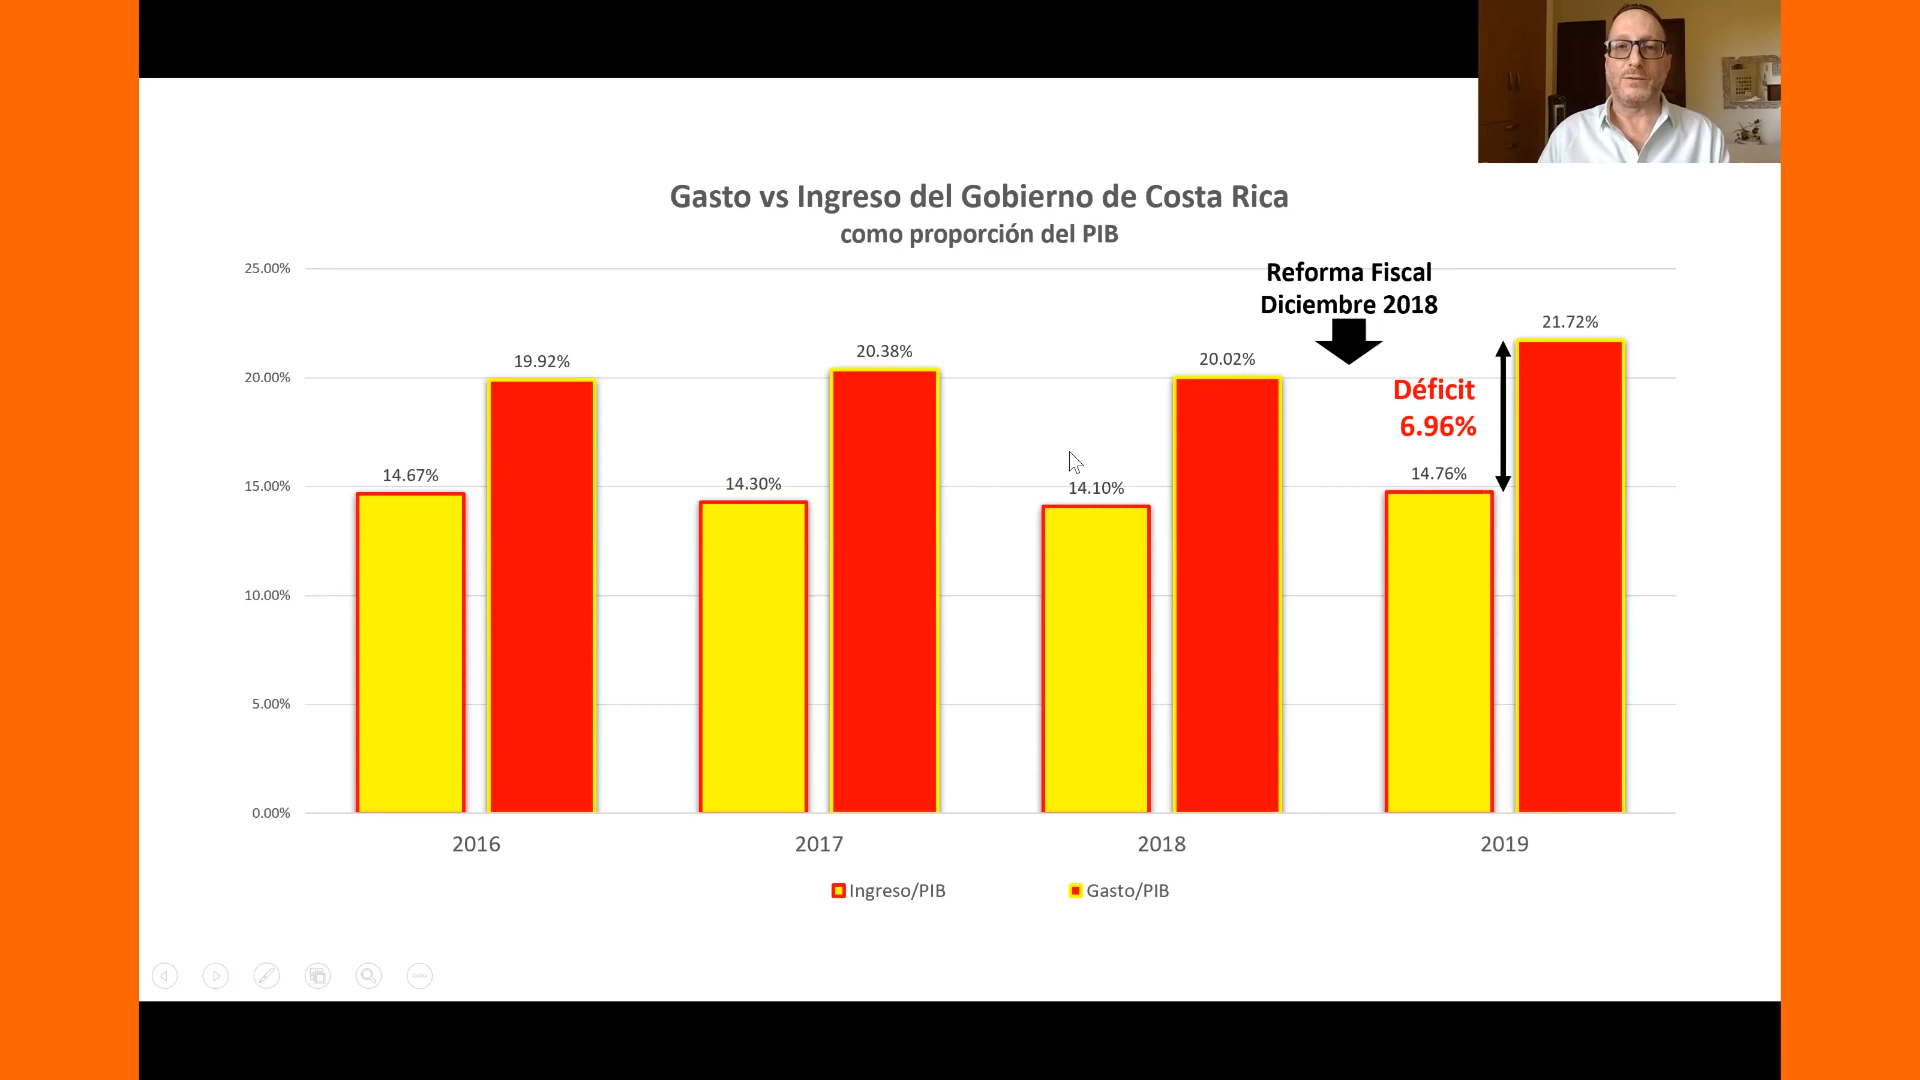 Gasto vs Ingreso del Gobierno de Costa Rica
como proporción del PIB
25.00%
20.00%
15.00%
10.00%
5.00%
0.00%
Reforma Fiscal
Diciembre 2018
Déficit
6.96%
14.67%
19.92%
14.30%
20.38%
14.10%
20.02%
14.76%
21.72%
2016
2017
2018
2019
Ingreso/PIB
Gasto/PIB